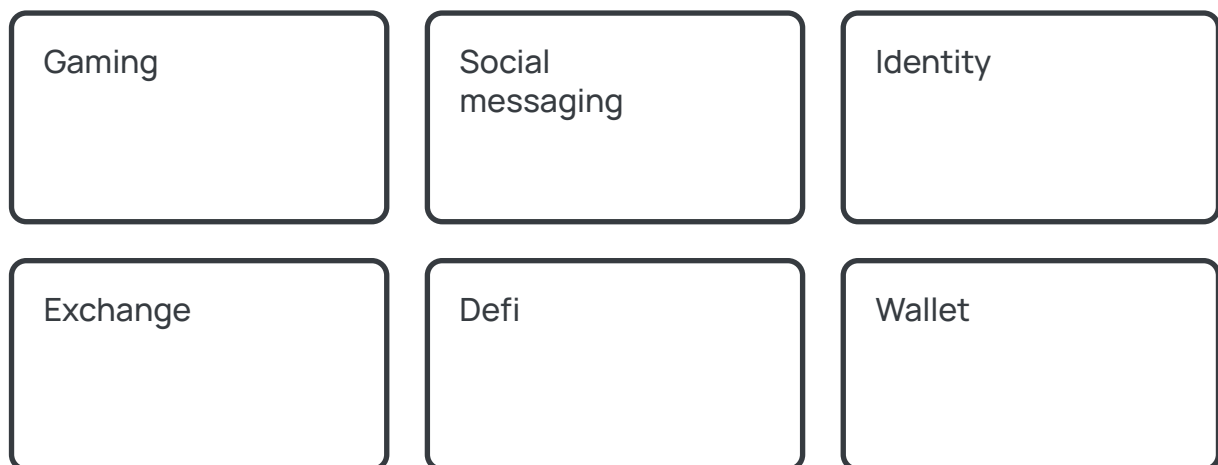 Gaming
Social
messaging
Identity
Exchange
Defi
Wallet